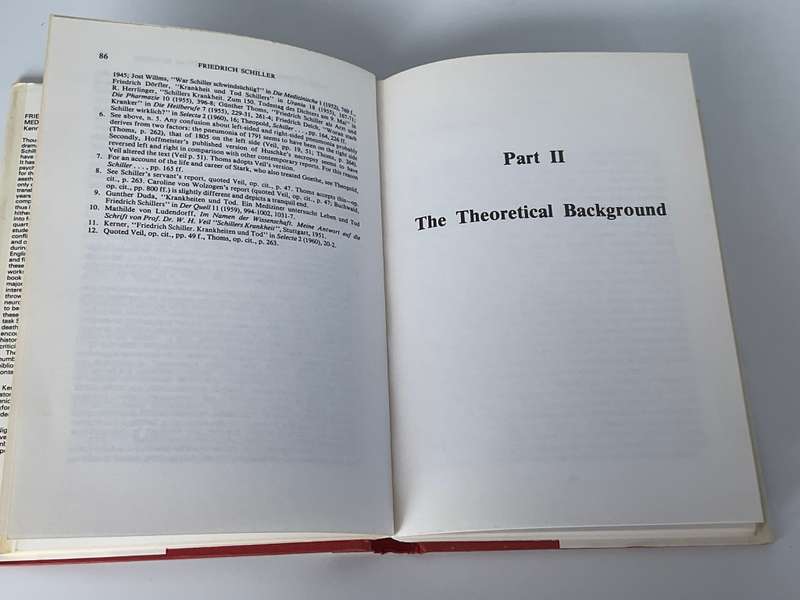 86
FRIEDRICH SCHILLER
1945; Jost Willms, "War Schiller schwindsüchtig?" in Die Medizinische 1 (1952), 760 f.,
Friedrich Dörfler, "Krankheit und Tod Schillers" in Urania 18 (1955), 167-71;
R. Herrlinger, "Schillers Krankheit. Zum 150. Todestag des Dichters am 9. Mai" in
Die Pharmazie 10 (1955), 396-8; Günther Thoms, "Friedrich Schiller als Arzt und
Kranker" in Die Heilberufe 7 (1955), 229-31, 261-4; Friedrich Deich, "Woran starb
Schiller wirklich?" in Selecta 2 (1960), 16; Theopold, Schiller . . . , pp. 164, 226 ff.
6. See above, n. 5. Any confusion about left-sided and right-sided pneumonia probably
derives from two factors: the pneumonia of 1791 seems to have been on the right side
(Thoms, p. 262), that of 1805 on the left side (Veil, pp. 19, 51; Thoms, p. 264).
Secondly, Hoffmeister's published version of Huschke's necropsy seems to have
reversed left and right in comparison with other contemporary reports. For this reason
Veil altered the text (Veil p. 51). Thoms adopts Veil's version.
7. For an account of the life and career of Stark, who also treated Goethe, see Theopold,
Schiller . . . , pp. 165 ff.
8. See Schiller's servant's report, quoted Veil, op. cit., p. 47. Thoms accepts this—op.
cit., p. 263. Caroline von Wolzogen's report (quoted Veil, op. cit., p. 47; Buchwald,
op. cit., pp. 800 ff.) is slightly different and depicts a tranquil end.
9. Gunther Duda, "Krankheiten und Tod. Ein Mediziner untersucht Leben und Tod
Friedrich Schillers" in Der Quell 11 (1959), 994-1002, 1031-7.
10. Mathilde von Ludendorff, Im Namen der Wissenschaft. Meine Antwort auf die
Schrift von Prof. Dr. W. H. Veil "Schillers Krankheit", Stuttgart, 1951.
11. Kerner, "Friedrich Schiller. Krankheiten und Tod" in Selecta 2 (1960), 20-2.
12. Quoted Veil, op. cit., pp. 49 f., Thoms, op. cit., p. 263.
Part II
The Theoretical Background